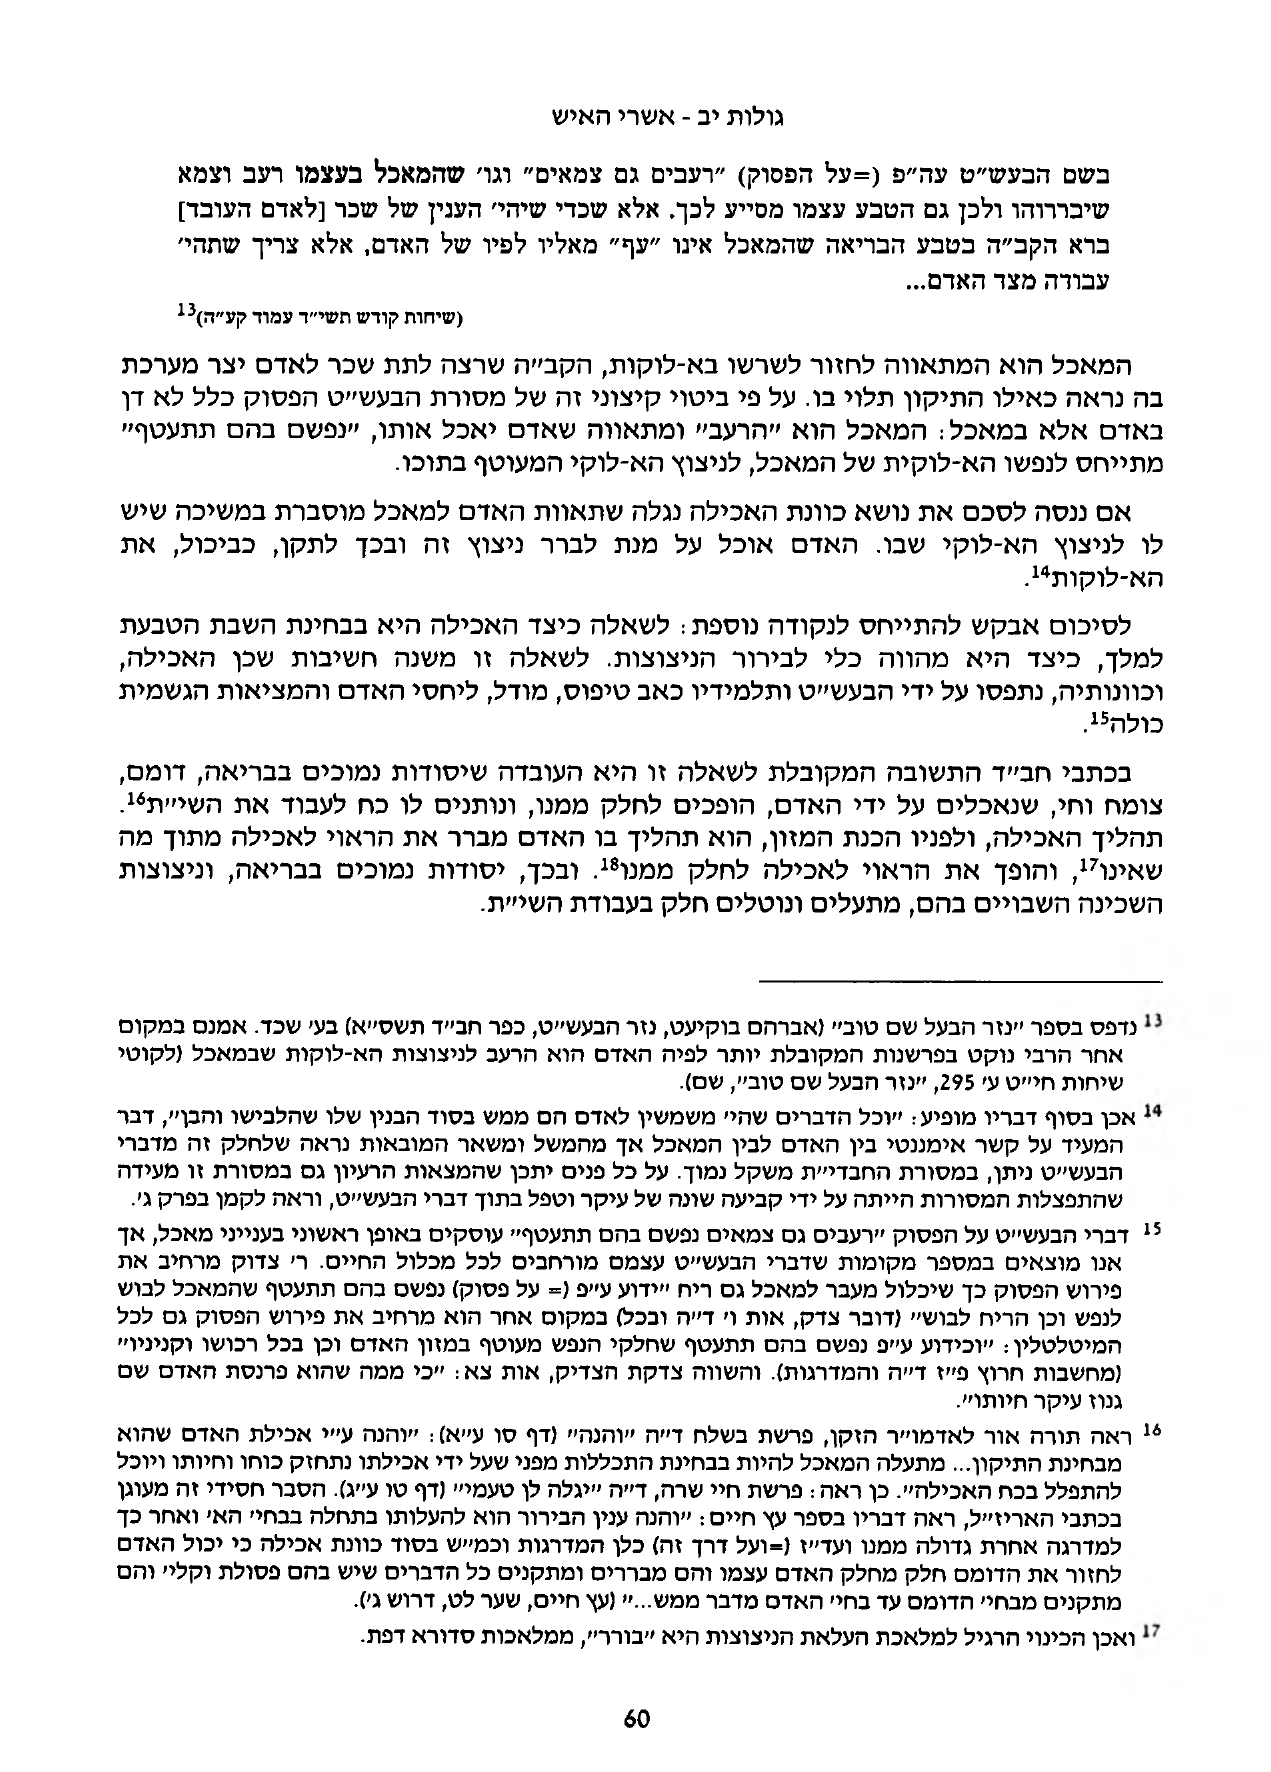 גולות יב - אשרי האיש
בשם הבעש"ט עה"פ (=על הפסוק) "רעבים גם צמאים" וגו' שהמאכל בעצמו רעב וצמא
שיבררוהו ולכן גם הטבע עצמו מסייע לכך. אלא שכדי שיהי' הענין של שכר [לאדם העובד]
ברא הקב"ה בטבע הבריאה שהמאכל אינו "עף" מאליו לפיו של האדם, אלא צריך שתהי'
עבודה מצד האדם...
(שיחות קודש תשי"ד עמוד קע"ה)13
המאכל הוא המתאווה לחזור לשרשו בא-לוקות, הקב"ה שרצה לתת שכר לאדם יצר מערכת
בה נראה כאילו התיקון תלוי בו. על פי ביטוי קיצוני זה של מסורת הבעש"ט הפסוק כלל לא דן
באדם אלא במאכל: המאכל הוא "הרעב" ומתאווה שאדם יאכל אותו, "נפשם בהם תתעטף"
מתייחס לנפשו הא-לוקית של המאכל, לניצוץ הא-לוקי המעוטף בתוכו.
אם ננסה לסכם את נושא כוונת האכילה נגלה שתאוות האדם למאכל מוסברת במשיכה שיש
לו לניצוץ הא-לוקי שבו. האדם אוכל על מנת לברר ניצוץ זה ובכך לתקן, כביכול, את
הא-לוקות14.
לסיכום אבקש להתייחס לנקודה נוספת: לשאלה כיצד האכילה היא בבחינת השבת הטבעת
למלך, כיצד היא מהווה כלי לבירור הניצוצות. לשאלה זו משנה חשיבות שכן האכילה,
וכוונותיה, נתפסו על ידי הבעש"ט ותלמידיו כאב טיפוס, מודל, ליחסי האדם והמציאות הגשמית
כולה15.
בכתבי חב"ד התשובה המקובלת לשאלה זו היא העובדה שיסודות נמוכים בבריאה, דומם,
צומח וחי, שנאכלים על ידי האדם, הופכים לחלק ממנו, ונותנים לו כח לעבוד את השי"ת16.
תהליך האכילה, ולפניו הכנת המזון, הוא תהליך בו האדם מברר את הראוי לאכילה מתוך מה
שאינו17, והופך את הראוי לאכילה לחלק ממנו18. ובכך, יסודות נמוכים בבריאה, וניצוצות
השכינה השבויים בהם, מתעלים ונוטלים חלק בעבודת השי"ת.
13 נדפס בספר "נזר הבעל שם טוב" (אברהם בוקיעט, נזר הבעש"ט, כפר חב"ד תשס"א) בע' שכד. אמנם במקום
אחר הרבי נוקט בפרשנות המקובלת יותר לפיה האדם הוא הרעב לניצוצות הא-לוקות שבמאכל (לקוטי
שיחות חי"ט ע' 295, "נזר הבעל שם טוב", שם).
14 אכן בסוף דבריו מופיע: "וכל הדברים שהי' משמשין לאדם הם ממש בסוד הבנין שלו שהלבישו והבן", דבר
המעיד על קשר אימננטי בין האדם לבין המאכל אך מהמשל ומשאר המובאות נראה שלחלק זה מדברי
הבעש"ט ניתן, במסורת החבדי"ת משקל נמוך. על כל פנים יתכן שהמצאות הרעיון גם במסורת זו מעידה
שהתפצלות המסורות הייתה על ידי קביעה שונה של עיקר וטפל בתוך דברי הבעש"ט, וראה לקמן בפרק ג'.
15 דברי הבעש"ט על הפסוק "רעבים גם צמאים נפשם בהם תתעטף" עוסקים באופן ראשוני בענייני מאכל, אך
אנו מוצאים במספר מקומות שדברי הבעש"ט עצמם מורחבים לכל מכלול החיים. ר' צדוק מרחיב את
פירוש הפסוק כך שיכלול מעבר למאכל גם ריח "ידוע ע"פ (= על פסוק) נפשם בהם תתעטף שהמאכל לבוש
לנפש וכן הריח לבוש" (דובר צדק, אות ו' ד"ה ובכל) במקום אחר הוא מרחיב את פירוש הפסוק גם לכל
המיטלטלין: "וכידוע ע"פ נפשם בהם תתעטף שחלקי הנפש מעוטף במזון האדם וכן בכל רכושו וקניניו"
(מחשבות חרוץ פ"ז ד"ה והמדרגות). והשווה צדקת הצדיק, אות צא: "כי ממה שהוא פרנסת האדם שם
גנוז עיקר חיותו".
16 ראה תורה אור לאדמו"ר הזקן, פרשת בשלח ד"ה "והנה" (דף סו ע"א): "והנה ע"י אכילת האדם שהוא
מבחינת התיקון... מתעלה המאכל להיות בבחינת התכללות מפני שעל ידי אכילתו נתחזק כוחו וחיותו ויוכל
להתפלל בכח האכילה". כן ראה: פרשת חיי שרה, ד"ה "יגלה לן טעמי" (דף טו ע"ג). הסבר חסידי זה מעוגן
בכתבי האריז"ל, ראה דבריו בספר עץ חיים: "והנה ענין הבירור הוא להעלותו בתחלה בבחי' הא' ואחר כך
למדרגה אחרת גדולה ממנו ועד"ז (=ועל דרך זה) כלן המדרגות וכמ"ש בסוד כוונת אכילה כי יכול האדם
לחזור את הדומם חלק מחלק האדם עצמו והם מבררים ומתקנים כל הדברים שיש בהם פסולת וקלי' והם
מתקנים מבחי' הדומם עד בחי' האדם מדבר ממש..." (עץ חיים, שער לט, דרוש ג').
17 ואכן הכינוי הרגיל למלאכת העלאת הניצוצות היא "בורר", ממלאכות סדורא דפת.
60